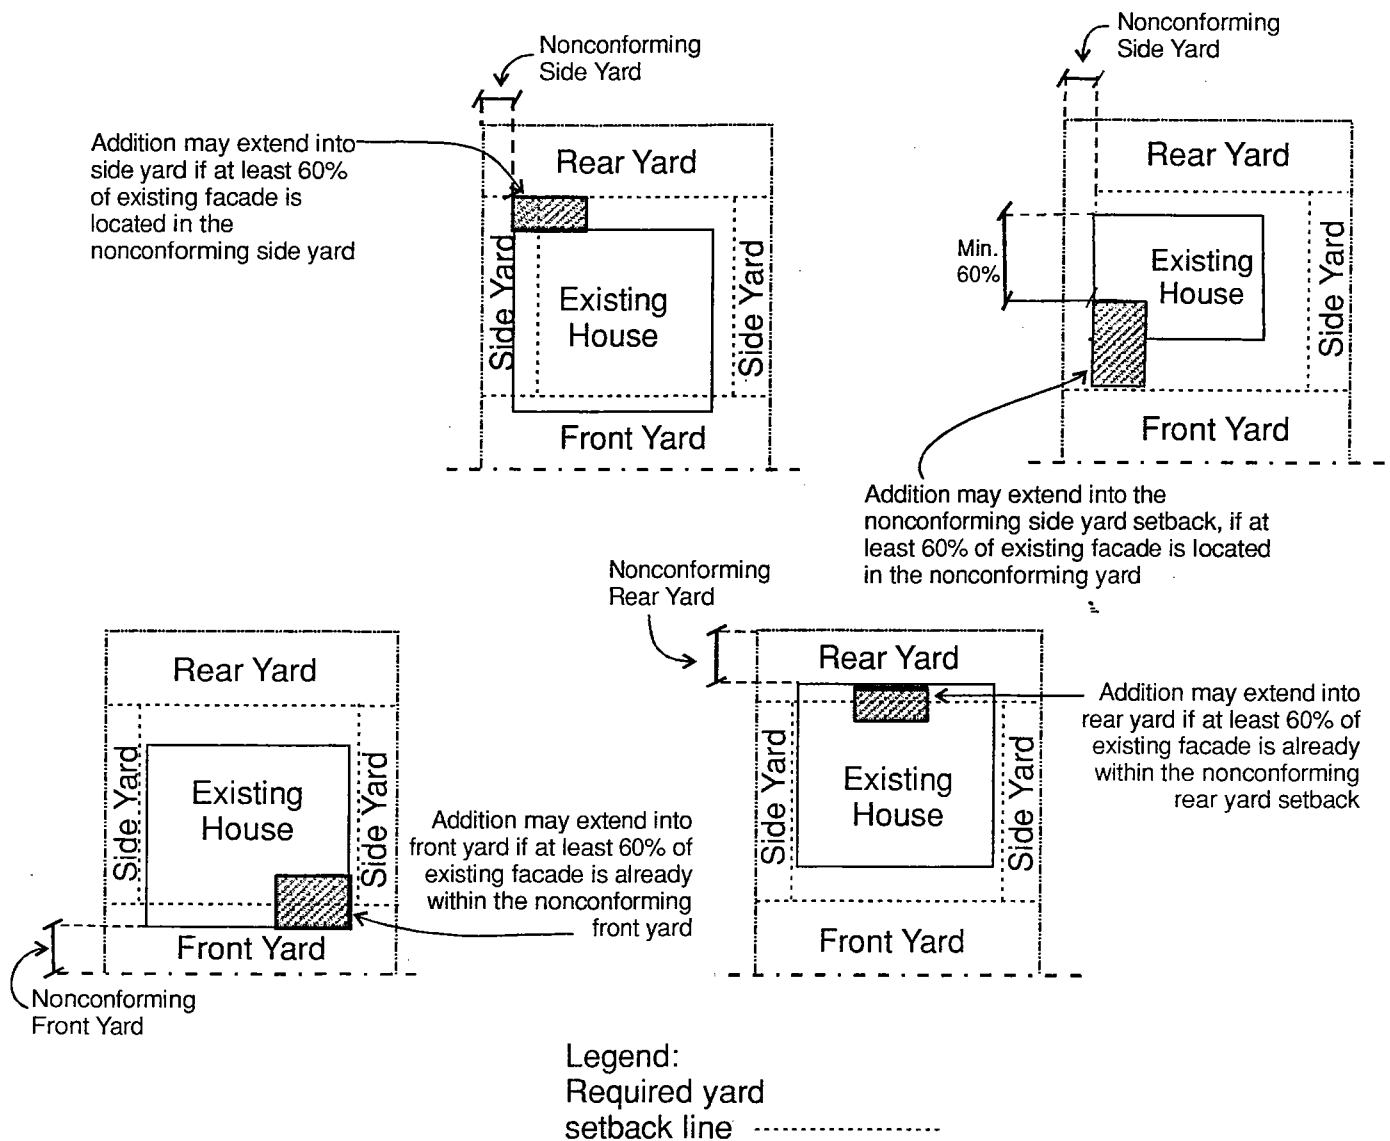 Nonconforming
Side Yard
Addition may extend into
side yard if at least 60%
of existing facade is
located in the
nonconforming side yard
Rear Yard
Side Yard
Existing
House
Side Yard
Front Yard
Nonconforming
Side Yard
Rear Yard
Min.
60%
Existing
House
Side Yard
Front Yard
Addition may extend into the
nonconforming side yard setback, if at
least 60% of existing facade is located
in the nonconforming yard
Rear Yard
Side Yard
Existing
House
Side Yard
Front Yard
Nonconforming
Front Yard
Addition may extend into
front yard if at least 60% of
existing facade is already
within the nonconforming
front yard
Nonconforming
Rear Yard
Rear Yard
Side Yard
Existing
House
Side Yard
Front Yard
Addition may extend into
rear yard if at least 60% of
existing facade is already
within the nonconforming
rear yard setback
Legend:
Required yard
setback line